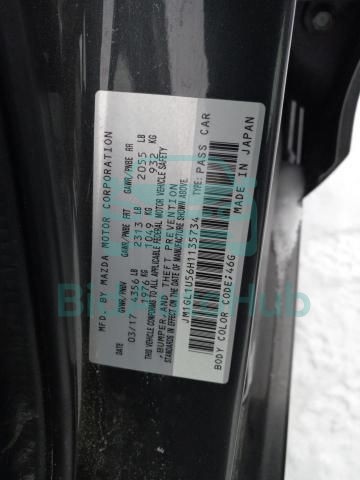 MFD. BY MAZDA MOTOR CORPORATION
DATE GVWR/PNBV GAWR/PNBE FRT GAWR/PNBE RR
03/17 4356 LB 2313 LB 2055 LB
1976 KG 1049 KG 932 KG
THIS VEHICLE CONFORMS TO ALL APPLICABLE FEDERAL MOTOR VEHICLE SAFETY
, BUMPER, AND THEFT PREVENTION
STANDARDS IN EFFECT ON THE DATE OF MANUFACTURE SHOWN ABOVE.
JM1GL1U56H1135734 TYPE: PASS CAR
BODY COLOR CODE:46G MADE IN JAPAN
Hub